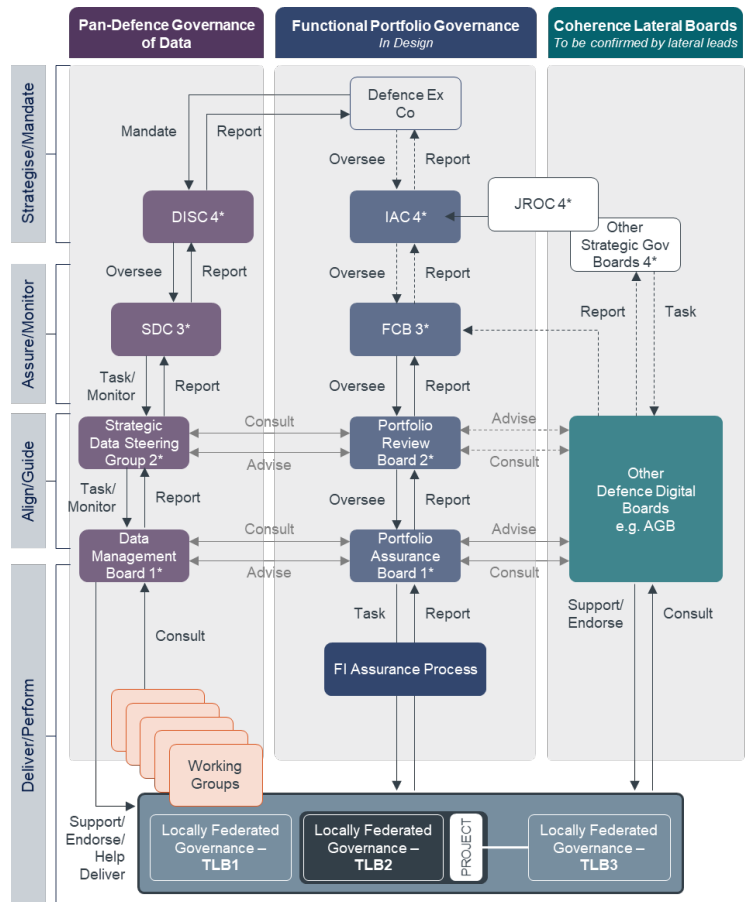 Pan-Defence Governance
of Data
Functional Portfolio Governance
In Design
Coherence Lateral Boards
To be confirmed by lateral leads
Strategise/Mandate
Defence Ex
Co
Mandate
Report
Oversee
Report
DISC 4*
IAC 4*
JROC 4*
Other
Strategic Gov
Boards 4*
Oversee
Report
Oversee
Report
Report
Task
Assure/Monitor
SDC 3*
FCB 3*
Task/
Monitor
Report
Oversee
Report
Align/Guide
Strategic
Data Steering
Group 2*
Consult
Advise
Portfolio
Review
Board 2*
Advise
Consult
Other
Defence Digital
Boards
e.g. AGB
Task/
Monitor
Report
Oversee
Report
Data
Management
Board 1*
Consult
Advise
Portfolio
Assurance
Board 1*
Advise
Consult
Deliver/Perform
Consult
Task
Report
Support/
Endorse
Consult
FI Assurance Process
Working
Groups
Support/
Endorse/
Help
Deliver
Locally Federated
Governance –
TLB1
Locally Federated
Governance –
TLB2
PROJECT
Locally Federated
Governance –
TLB3